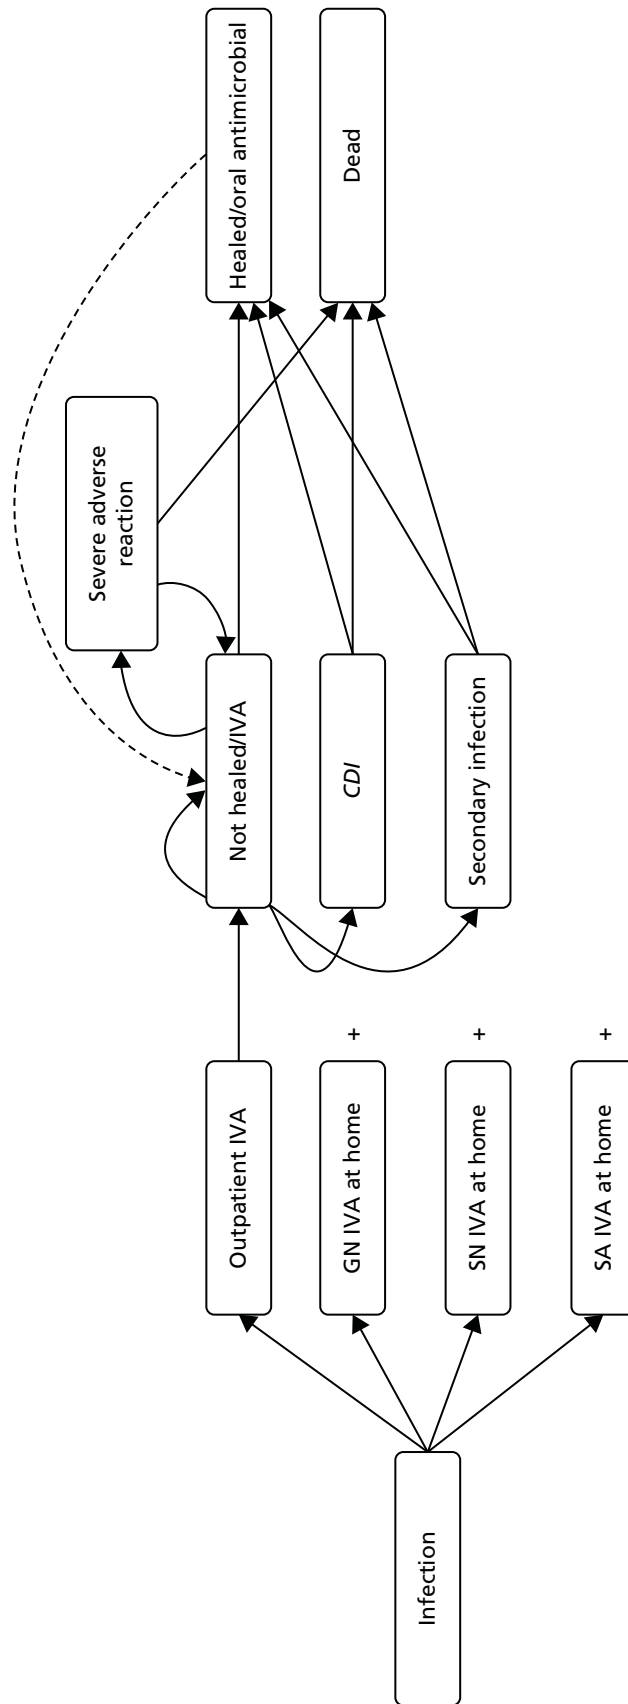 Infection
Outpatient IVA
GN IVA at home
+
SN IVA at home
+
SA IVA at home
+
Severe adverse
reaction
Not healed/IVA
CDI
Secondary infection
Healed/oral antimicrobial
Dead